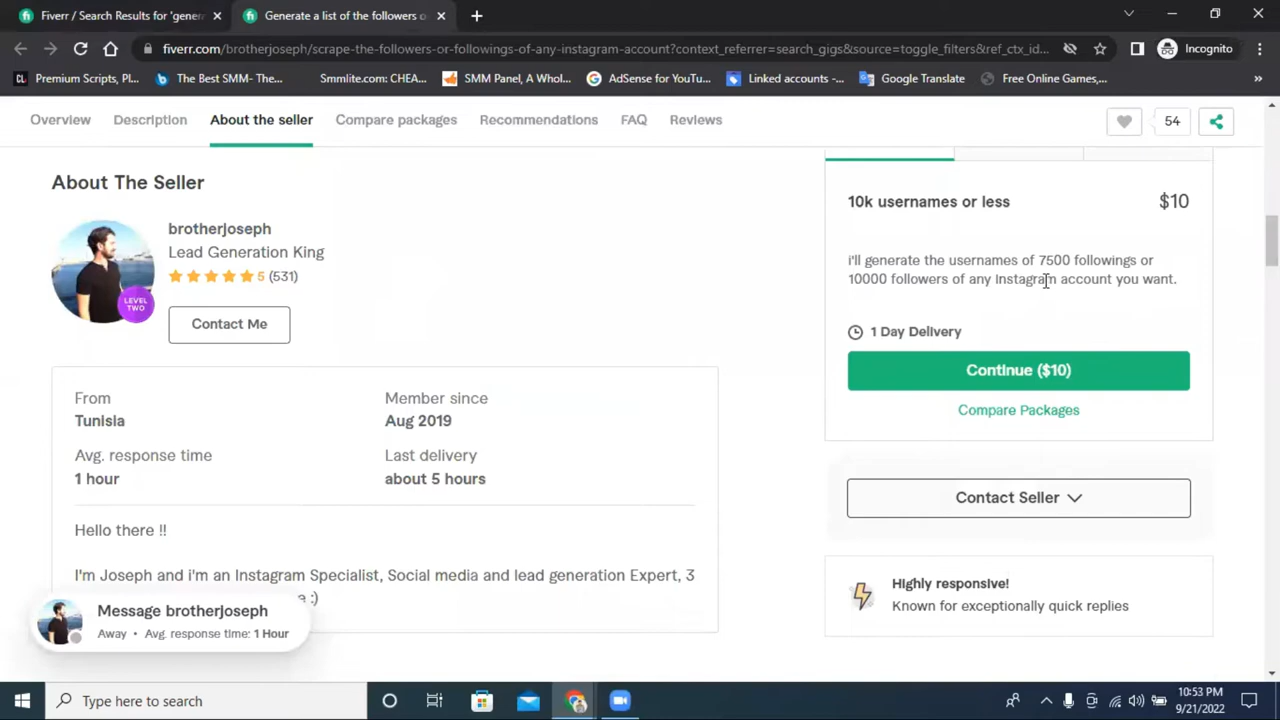 Fiverr / Search Results for 'gener
Generate a list of the followers o
fiverr.com/brotherjoseph/scrape-the-followers-or-followings-of-any-instagram-account?context_referrer=search_gigs&source=toggle_filters&ref_ctx_id...
Incognito
Premium Scripts, Pl...
The Best SMM- The...
Smmlite.com: CHEA...
SMM Panel, A Whol...
AdSense for YouTu...
Linked accounts -...
Google Translate
Free Online Games,...
Overview
Description
About the seller
Compare packages
Recommendations
FAQ
Reviews
54
About The Seller
brotherjoseph
Lead Generation King
5 (531)
LEVEL
TWO
Contact Me
From
Tunisia
Member since
Aug 2019
Avg. response time
1 hour
Last delivery
about 5 hours
Hello there !!
I'm Joseph and i'm an Instagram Specialist, Social media and lead generation Expert, 3
:)
Message brotherjoseph
Away • Avg. response time: 1 Hour
10k usernames or less
$10
i'll generate the usernames of 7500 followings or
10000 followers of any Instagram account you want.
1 Day Delivery
Continue ($10)
Compare Packages
Contact Seller
Highly responsive!
Known for exceptionally quick replies
Type here to search
10:53 PM
9/21/2022